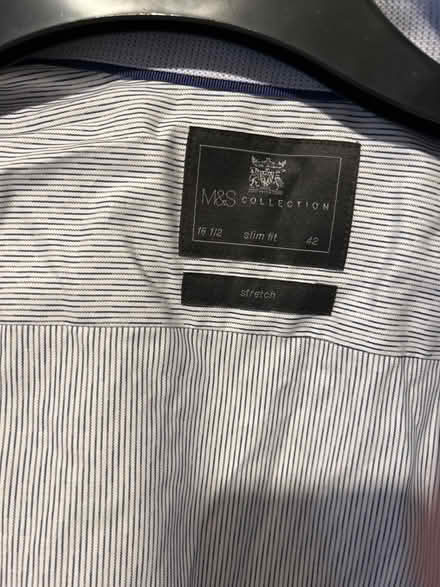 M&S COLLECTION
16 1/2 slim fit 42
stretch